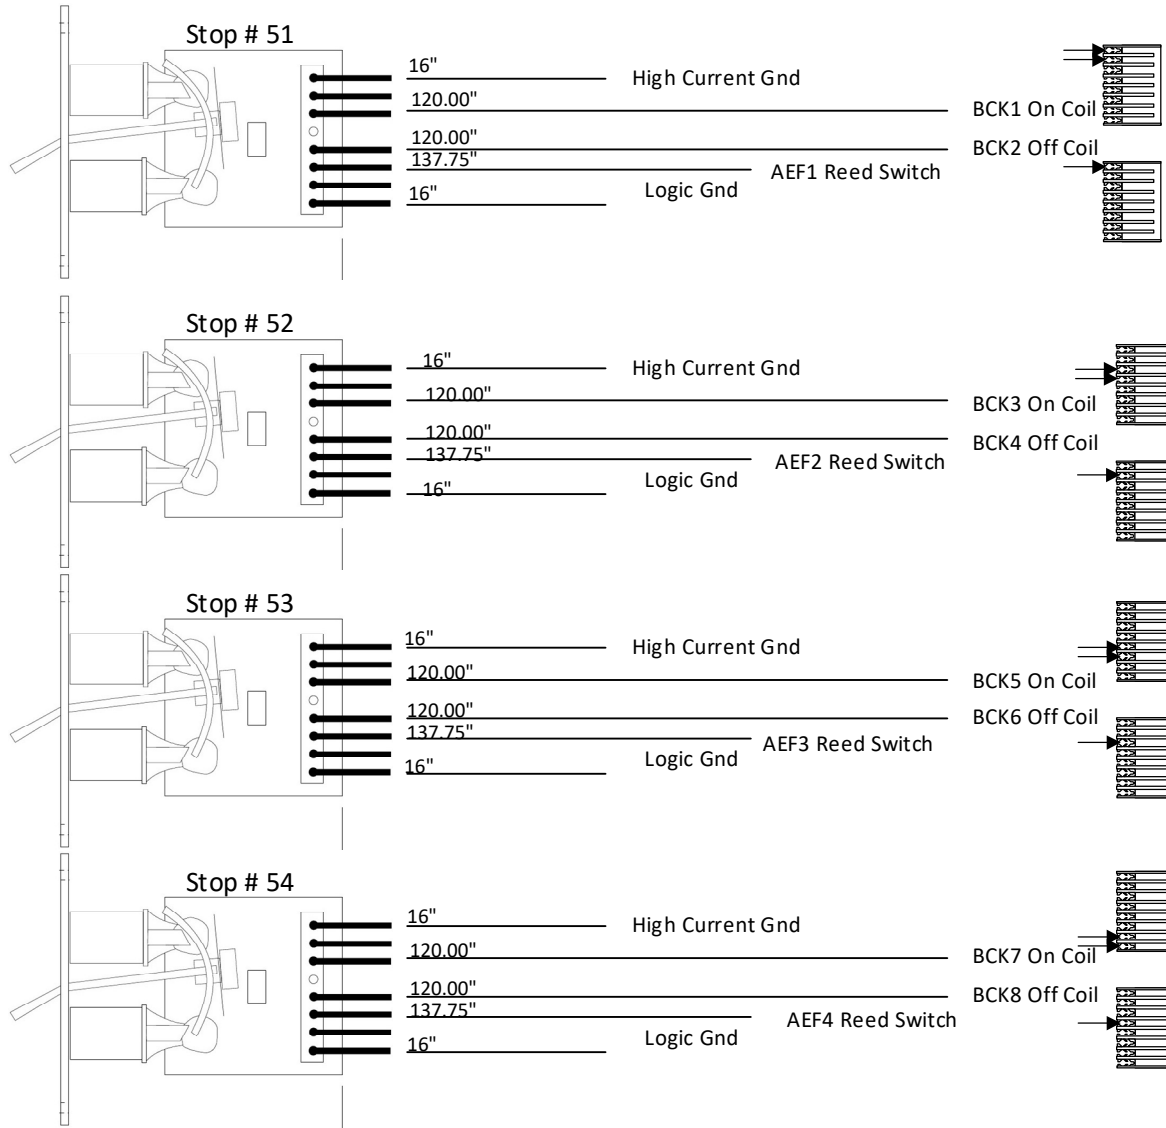 Stop # 51
16"
High Current Gnd
120.00"
BCK1 On Coil
120.00"
BCK2 Off Coil
137.75"
AEF1 Reed Switch
Logic Gnd
16"
Stop # 52
16"
High Current Gnd
120.00"
BCK3 On Coil
120.00"
BCK4 Off Coil
137.75"
AEF2 Reed Switch
Logic Gnd
16"
Stop # 53
16"
High Current Gnd
120.00"
BCK5 On Coil
120.00"
BCK6 Off Coil
137.75"
AEF3 Reed Switch
Logic Gnd
16"
Stop # 54
16"
High Current Gnd
120.00"
BCK7 On Coil
120.00"
BCK8 Off Coil
137.75"
AEF4 Reed Switch
Logic Gnd
16"